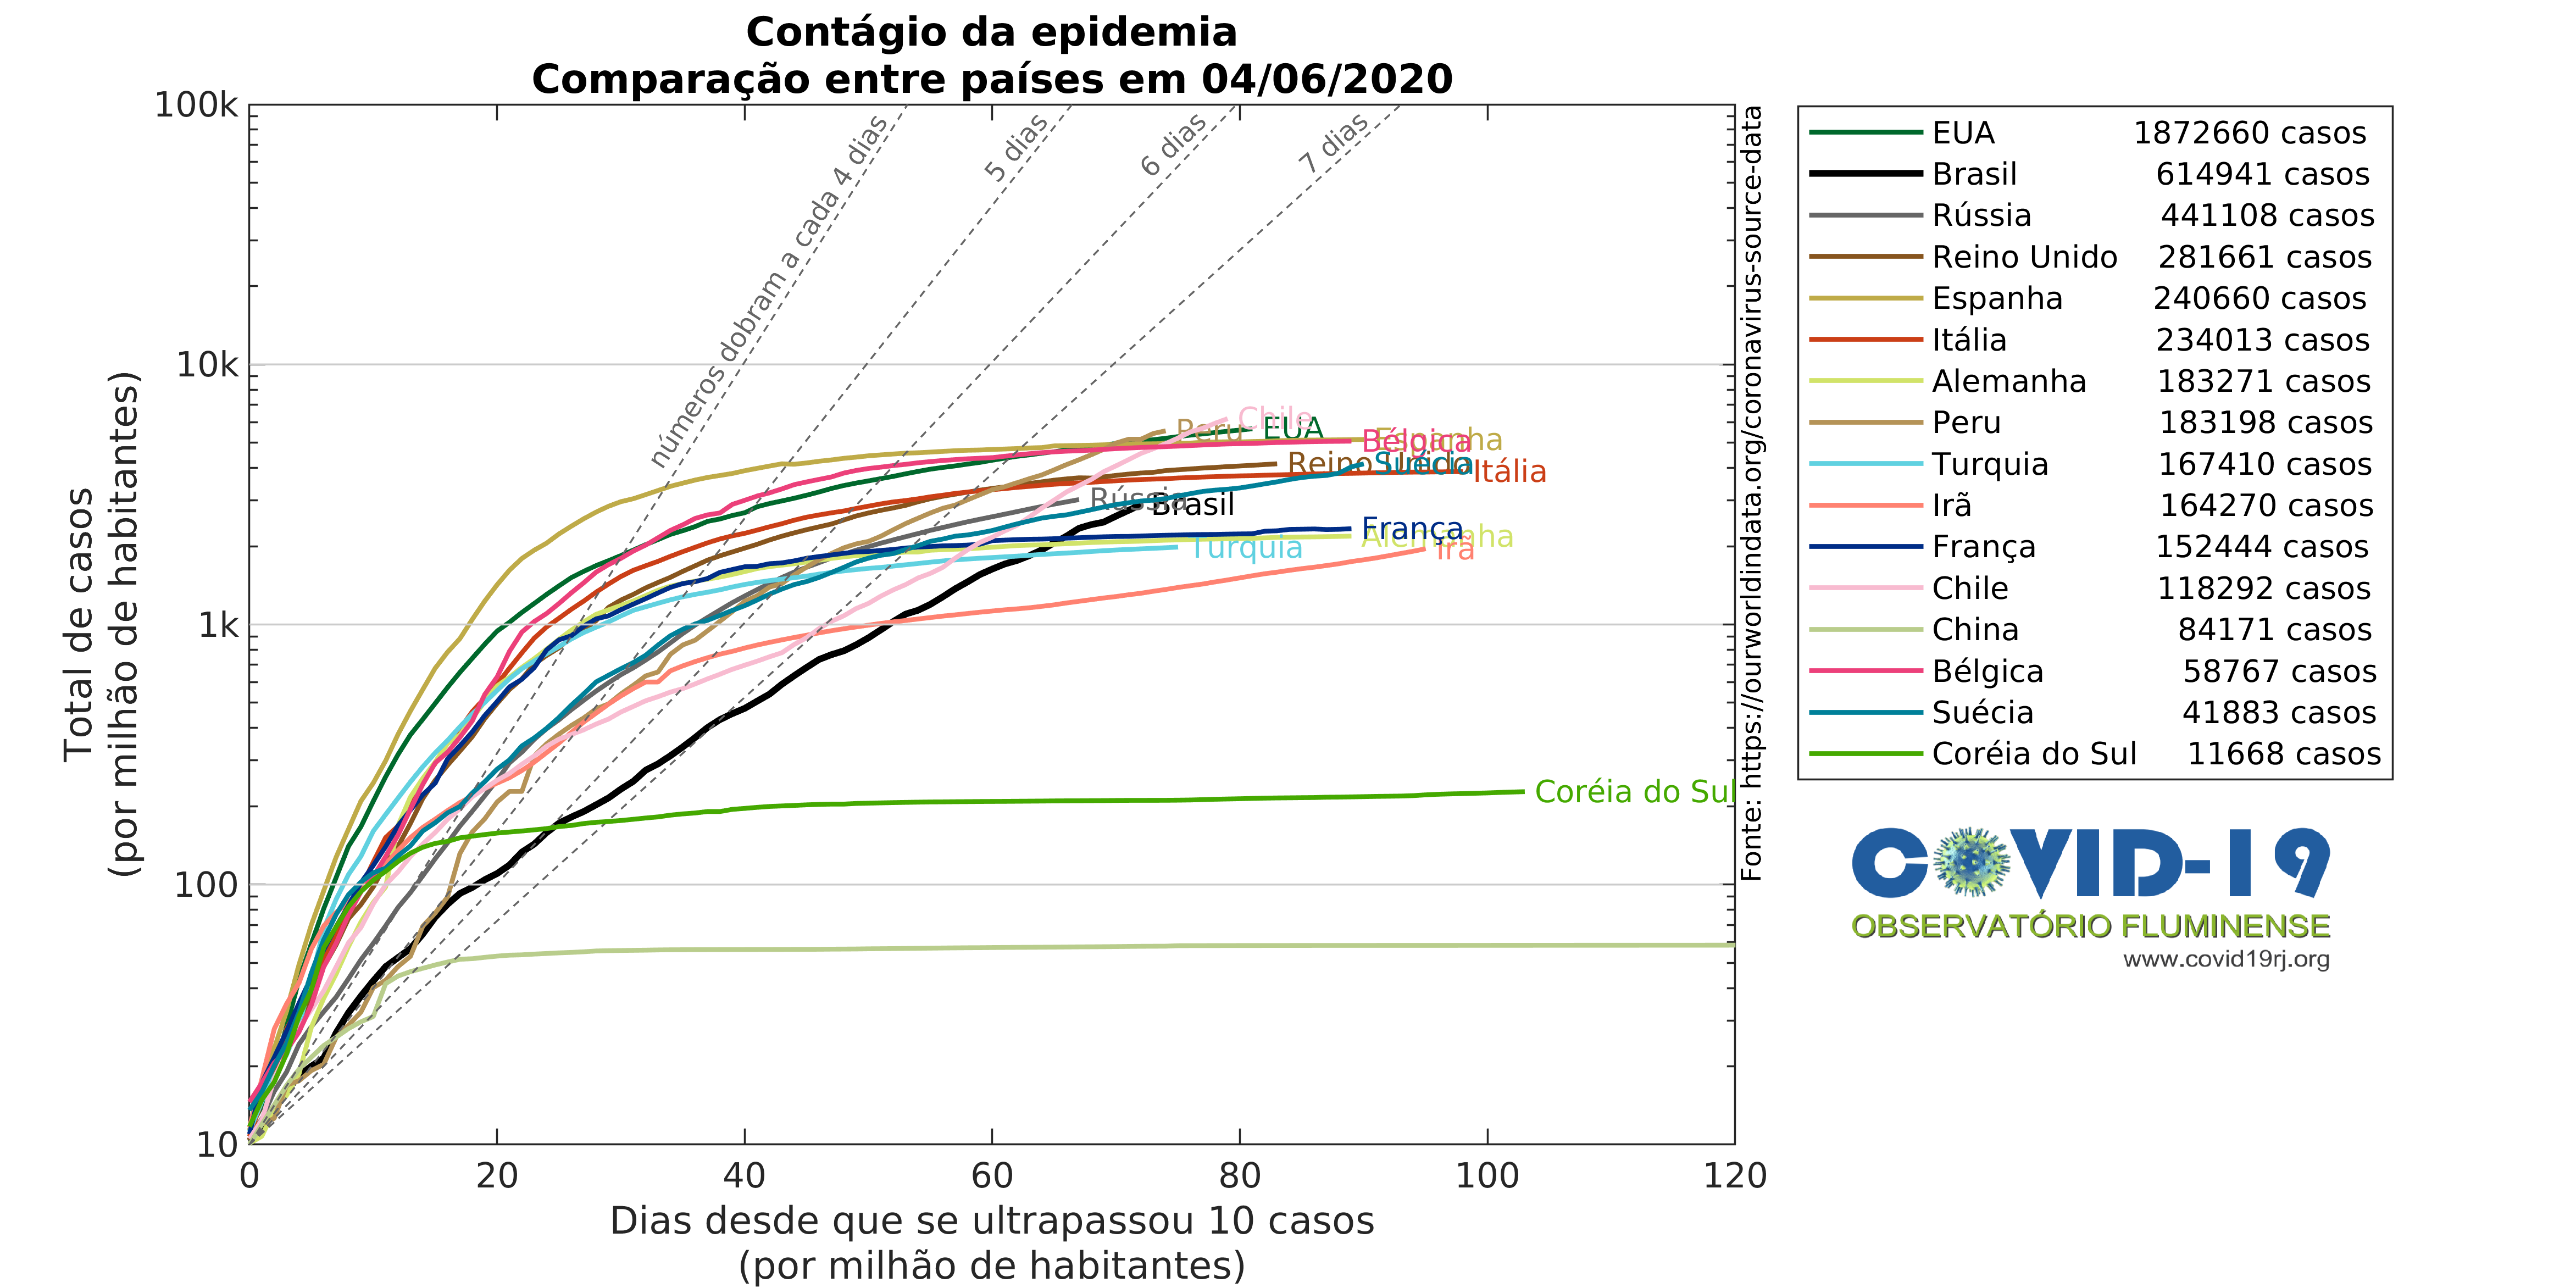 Contágio da epidemia
Comparação entre países em 04/06/2020
Total de casos
(por milhão de habitantes)
100k
10k
1k
100
10
0 20 40 60 80 100 120
Dias desde que se ultrapassou 10 casos
(por milhão de habitantes)
números dobram a cada 4 dias
5 dias
6 dias
7 dias
Chile
Peru
EUA
Espanha
Bélgica
Reino Unido
Suécia
Itália
Rússia
Brasil
França
Alemanha
Turquia
Irã
Coréia do Sul
Fonte: https://ourworldindata.org/coronavirus-source-data
EUA 1872660 casos
Brasil 614941 casos
Rússia 441108 casos
Reino Unido 281661 casos
Espanha 240660 casos
Itália 234013 casos
Alemanha 183271 casos
Peru 183198 casos
Turquia 167410 casos
Irã 164270 casos
França 152444 casos
Chile 118292 casos
China 84171 casos
Bélgica 58767 casos
Suécia 41883 casos
Coréia do Sul 11668 casos
COVID-19
OBSERVATÓRIO FLUMINENSE
www.covid19rj.org